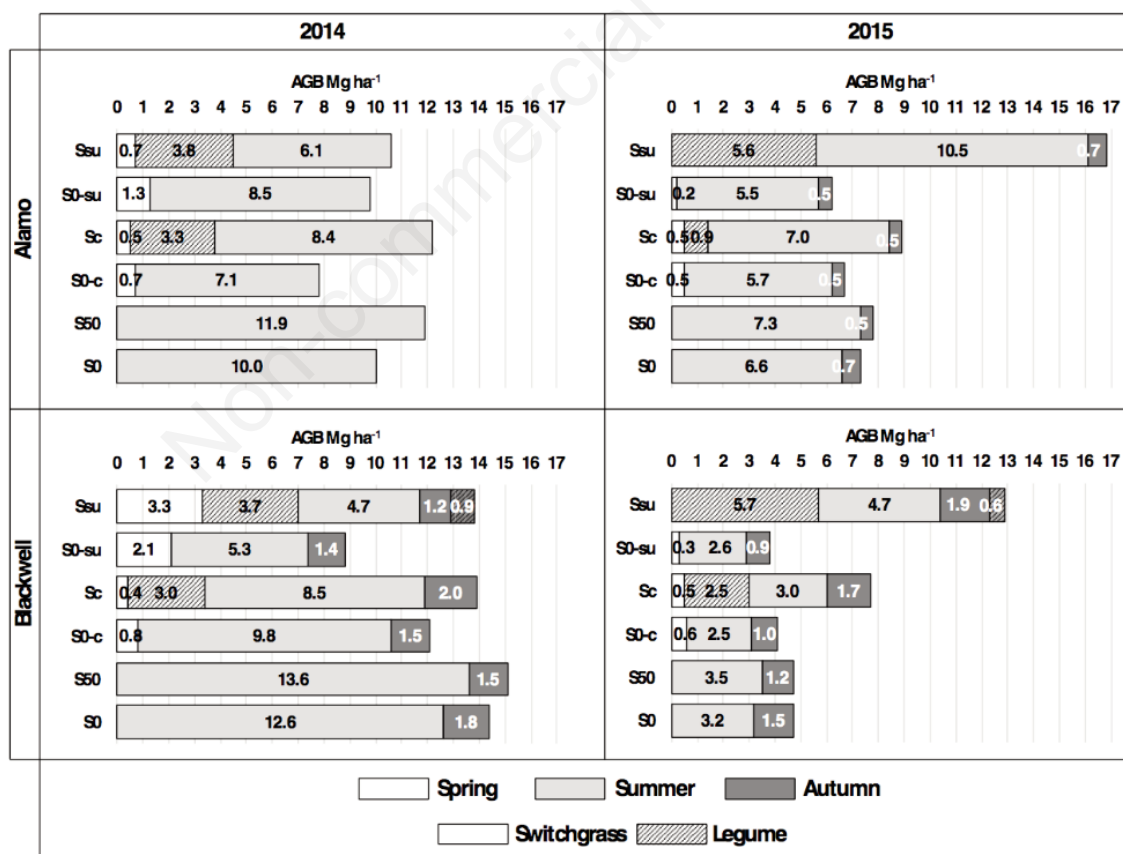 2014 2015
Alamo
AGB Mg ha⁻¹
0 1 2 3 4 5 6 7 8 9 10 11 12 13 14 15 16 17
Ssu 0.7 3.8 6.1
S0-su 1.3 8.5
Sc 0.5 3.3 8.4
S0-c 0.7 7.1
S50 11.9
S0 10.0
AGB Mg ha⁻¹
0 1 2 3 4 5 6 7 8 9 10 11 12 13 14 15 16 17
Ssu 5.6 10.5 0.7
S0-su 0.2 5.5 0.5
Sc 0.5 0.9 7.0 0.5
S0-c 0.5 5.7 0.5
S50 7.3 0.5
S0 6.6 0.7
Blackwell
AGB Mg ha⁻¹
0 1 2 3 4 5 6 7 8 9 10 11 12 13 14 15 16 17
Ssu 3.3 3.7 4.7 1.2 0.9
S0-su 2.1 5.3 1.4
Sc 0.4 3.0 8.5 2.0
S0-c 0.8 9.8 1.5
S50 13.6 1.5
S0 12.6 1.8
AGB Mg ha⁻¹
0 1 2 3 4 5 6 7 8 9 10 11 12 13 14 15 16 17
Ssu 5.7 4.7 1.9 0.6
S0-su 0.3 2.6 0.9
Sc 0.5 2.5 3.0 1.7
S0-c 0.6 2.5 1.0
S50 3.5 1.2
S0 3.2 1.5
Spring Summer Autumn
Switchgrass Legume
Non-commercial